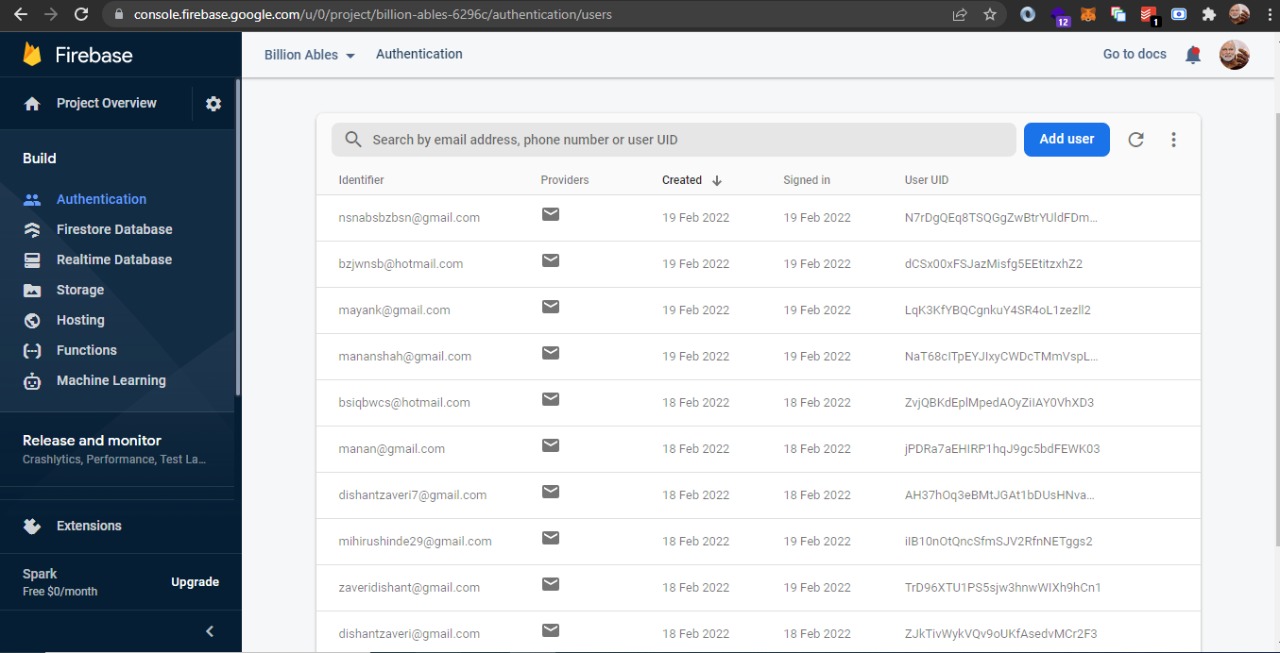 console.firebase.google.com/u/0/project/billion-ables-6296c/authentication/users
12
1
Firebase
Billion Ables
Authentication
Go to docs
Project Overview
Build
Authentication
Firestore Database
Realtime Database
Storage
Hosting
Functions
Machine Learning
Release and monitor
Crashlytics, Performance, Test La...
Extensions
Spark
Free $0/month
Upgrade
Search by email address, phone number or user UID
Add user
Identifier Providers Created Signed in User UID
nsnabsbzbsn@gmail.com 19 Feb 2022 19 Feb 2022 N7rDgQEq8TSQGgZwBtrYUldFDm...
bzjwnsb@hotmail.com 19 Feb 2022 19 Feb 2022 dCSx00xFSJazMisfg5EEtitzxhZ2
mayank@gmail.com 19 Feb 2022 19 Feb 2022 LqK3KfYBQCgnkuY4SR4oL1zezll2
mananshah@gmail.com 19 Feb 2022 19 Feb 2022 NaT68cITpEYJIxyCWDcTMmVspL...
bsiqbwcs@hotmail.com 18 Feb 2022 18 Feb 2022 ZvjQBKdEplMpedAOyZiIAY0VhXD3
manan@gmail.com 18 Feb 2022 18 Feb 2022 jPDRa7aEHIRP1hqJ9gc5bdFEWK03
dishantzaveri7@gmail.com 18 Feb 2022 18 Feb 2022 AH37hOq3eBMtJGAt1bDUsHNva...
mihirushinde29@gmail.com 18 Feb 2022 19 Feb 2022 iIB10nOtQncSfmSJV2RfnNETggs2
zaveridishant@gmail.com 18 Feb 2022 19 Feb 2022 TrD96XTU1PS5sjw3hnwWIXh9hCn1
dishantzaveri@gmail.com 18 Feb 2022 18 Feb 2022 ZJkTivWykVQv9oUKfAsedvMCr2F3